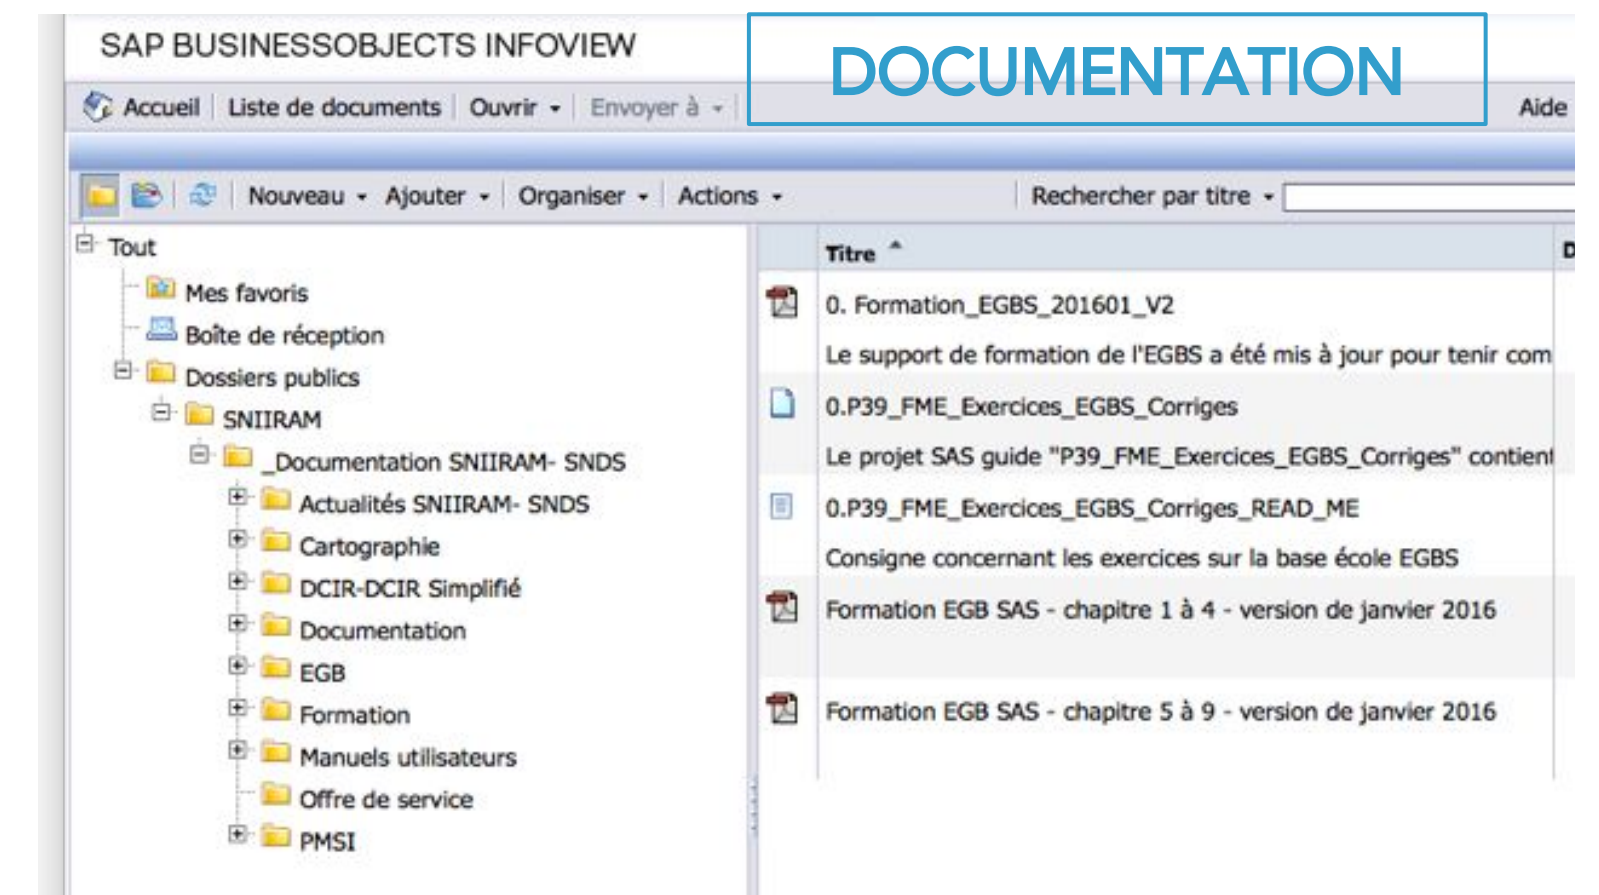 SAP BUSINESSOBJECTS INFOVIEW
DOCUMENTATION
Accueil Liste de documents Ouvrir Envoyer à Aide
Nouveau Ajouter Organiser Actions Rechercher par titre
Tout
Mes favoris
Boîte de réception
Dossiers publics
SNIIRAM
_Documentation SNIIRAM- SNDS
Actualités SNIIRAM- SNDS
Cartographie
DCIR-DCIR Simplifié
Documentation
EGB
Formation
Manuels utilisateurs
Offre de service
PMSI
Titre D
0. Formation_EGBS_201601_V2
Le support de formation de l'EGBS a été mis à jour pour tenir com
0.P39_FME_Exercices_EGBS_Corriges
Le projet SAS guide "P39_FME_Exercices_EGBS_Corriges" contient
0.P39_FME_Exercices_EGBS_Corriges_READ_ME
Consigne concernant les exercices sur la base école EGBS
Formation EGB SAS - chapitre 1 à 4 - version de janvier 2016
Formation EGB SAS - chapitre 5 à 9 - version de janvier 2016